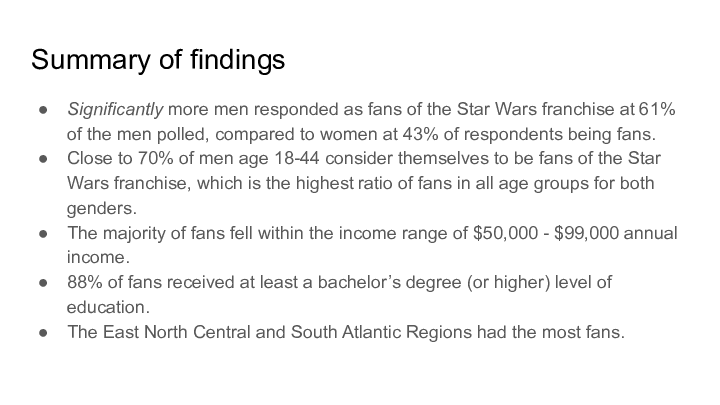 Summary of findings
● Significantly more men responded as fans of the Star Wars franchise at 61%
of the men polled, compared to women at 43% of respondents being fans.
● Close to 70% of men age 18-44 consider themselves to be fans of the Star
Wars franchise, which is the highest ratio of fans in all age groups for both
genders.
● The majority of fans fell within the income range of $50,000 - $99,000 annual
income.
● 88% of fans received at least a bachelor’s degree (or higher) level of
education.
● The East North Central and South Atlantic Regions had the most fans.